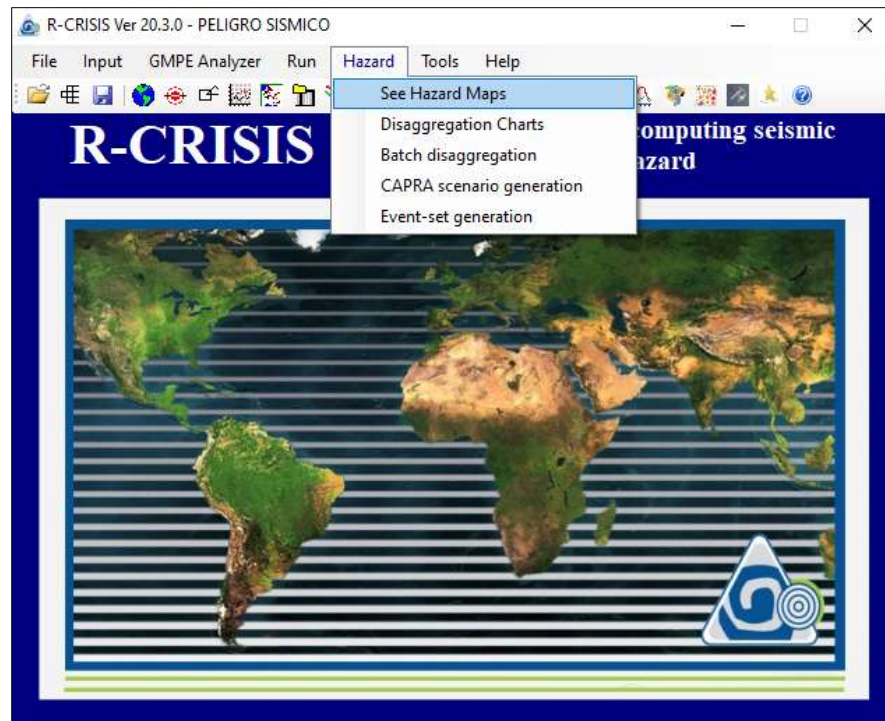 R-CRISIS Ver 20.3.0 - PELIGRO SISMICO
File Input GMPE Analyzer Run Hazard Tools Help
See Hazard Maps
Disaggregation Charts
Batch disaggregation
CAPRA scenario generation
Event-set generation
R-CRISIS
computing seismic
azard